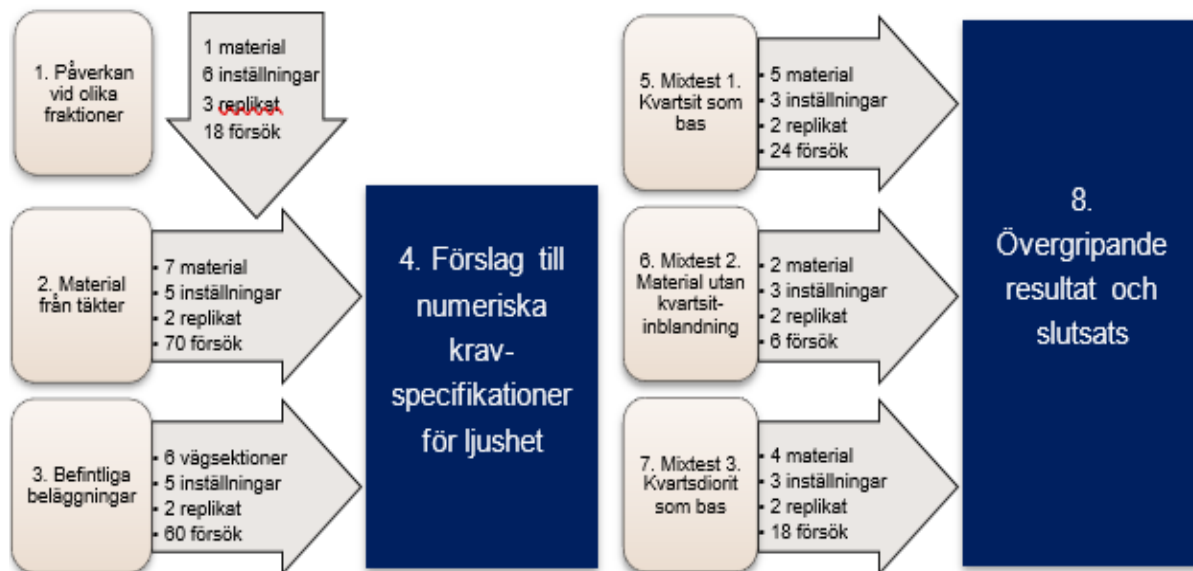 1. Påverkan
vid olika
fraktioner
1 material
6 inställningar
3 replikat
18 försök
2. Material
från täkter
• 7 material
• 5 inställningar
• 2 replikat
• 70 försök
3. Befintliga
beläggningar
• 6 vägsektioner
• 5 inställningar
• 2 replikat
• 60 försök
4. Förslag till
numeriska
krav-
specifikationer
för ljushet
5. Mixtest 1.
Kvartsit som
bas
• 5 material
• 3 inställningar
• 2 replikat
• 24 försök
6. Mixtest 2.
Material utan
kvartsit-
inblandning
• 2 material
• 3 inställningar
• 2 replikat
• 6 försök
7. Mixtest 3.
Kvartsdiorit
som bas
• 4 material
• 3 inställningar
• 2 replikat
• 18 försök
8.
Övergripande
resultat och
slutsats